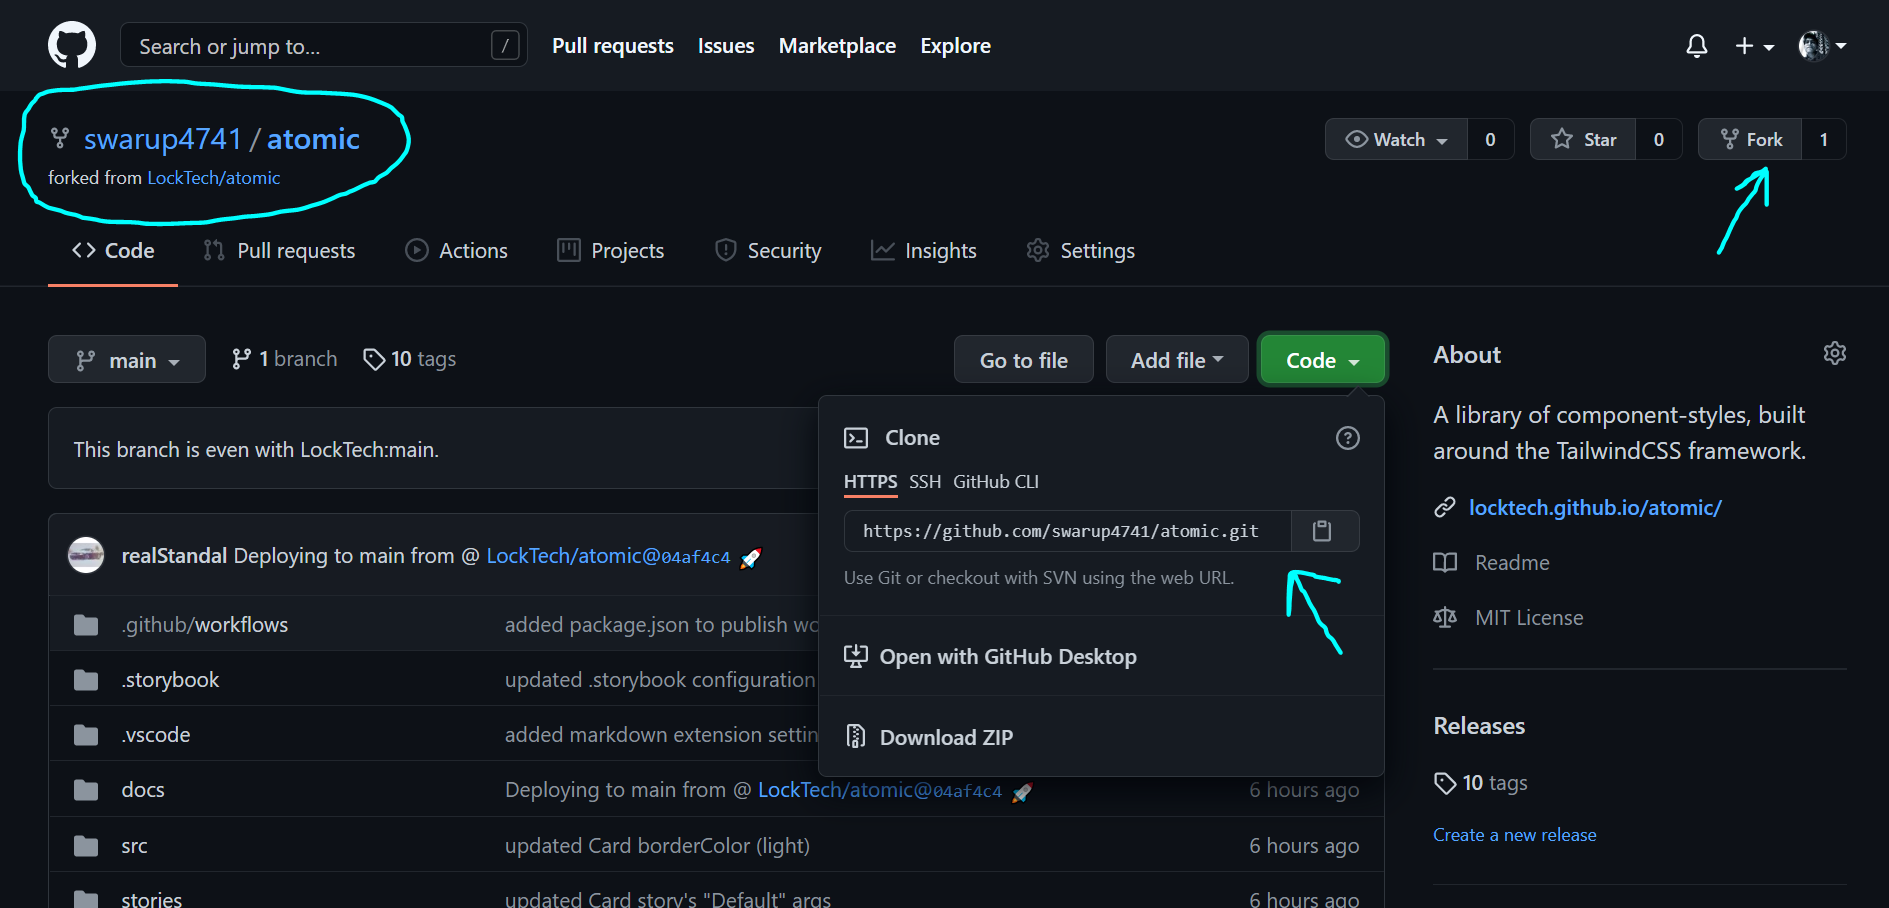 Search or jump to... /
Pull requests Issues Marketplace Explore
swarup4741 / atomic
forked from LockTech/atomic
Watch 0 Star 0 Fork 1
Code Pull requests Actions Projects Security Insights Settings
main 1 branch 10 tags Go to file Add file Code
This branch is even with LockTech:main.
Clone
HTTPS SSH GitHub CLI
https://github.com/swarup4741/atomic.git
Use Git or checkout with SVN using the web URL.
Open with GitHub Desktop
Download ZIP
realStandal Deploying to main from @ LockTech/atomic@04af4c4 🚀
.github/workflows added package.json to publish
.storybook updated .storybook configuration
.vscode added markdown extension
docs Deploying to main from @ LockTech/atomic@04af4c4 🚀 6 hours ago
src updated Card borderColor (light) 6 hours ago
stories updated Card story's "Default" args 6 hours ago
About
A library of component-styles, built
around the TailwindCSS framework.
locktech.github.io/atomic/
Readme
MIT License
Releases
10 tags
Create a new release